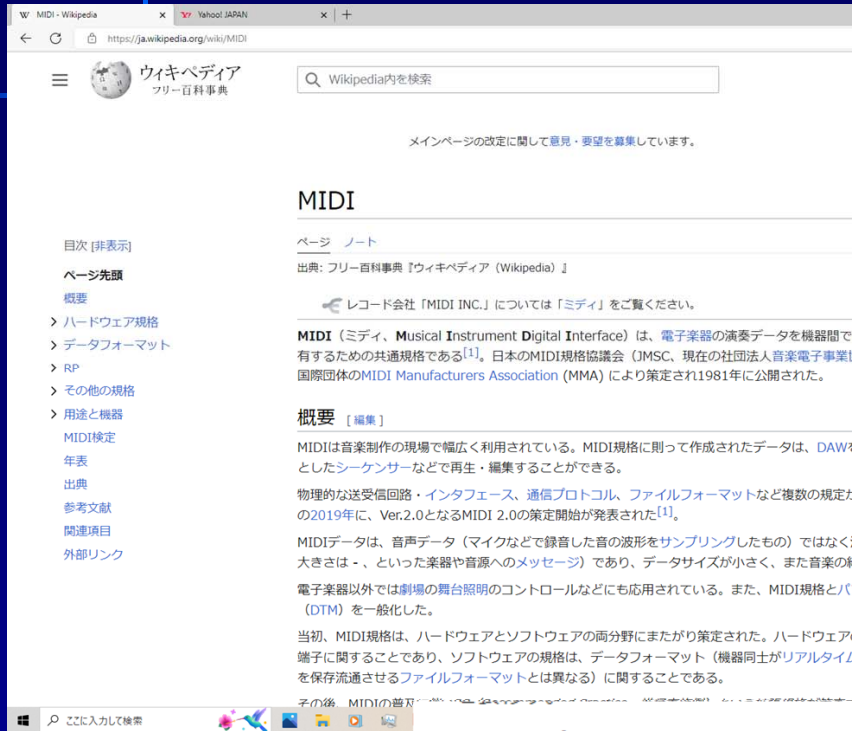 MIDI - Wikipedia
Yahoo! JAPAN
https://ja.wikipedia.org/wiki/MIDI
ウィキペディア
フリー百科事典
Wikipedia内を検索
メインページの改定に関して意見・要望を募集しています。
MIDI
目次 [非表示]
ページ先頭
概要
ハードウェア規格
データフォーマット
RP
その他の規格
用途と機器
MIDI検定
年表
出典
参考文献
関連項目
外部リンク
ページ ノート
出典: フリー百科事典『ウィキペディア(Wikipedia)』
レコード会社「MIDI INC.」については「ミディ」をご覧ください。
MIDI(ミディ、Musical Instrument Digital Interface)は、電子楽器の演奏データを機器間で
有するための共通規格である[1]。日本のMIDI規格協議会(JMSC、現在の社団法人音楽電子事業
国際団体のMIDI Manufacturers Association (MMA) により策定され1981年に公開された。
概要 [編集]
MIDIは音楽制作の現場で幅広く利用されている。MIDI規格に則って作成されたデータは、DAWを
としたシーケンサーなどで再生・編集することができる。
物理的な送受信回路・インタフェース、通信プロトコル、ファイルフォーマットなど複数の規定か
の2019年に、Ver.2.0となるMIDI 2.0の策定開始が発表された[1]。
MIDIデータは、音声データ(マイクなどで録音した音の波形をサンプリングしたもの)ではなく
大きさは - 、といった楽器や音源へのメッセージ)であり、データサイズが小さく、また音楽の
電子楽器以外では劇場の舞台照明のコントロールなどにも応用されている。また、MIDI規格とパ
(DTM)を一般化した。
当初、MIDI規格は、ハードウェアとソフトウェアの両分野にまたがり策定された。ハードウェアの
端子に関することであり、ソフトウェアの規格は、データフォーマット(機器同士がリアルタイム
を保存流通させるファイルフォーマットとは異なる)に関することである。
その後、MIDIの普及
ここに入力して検索